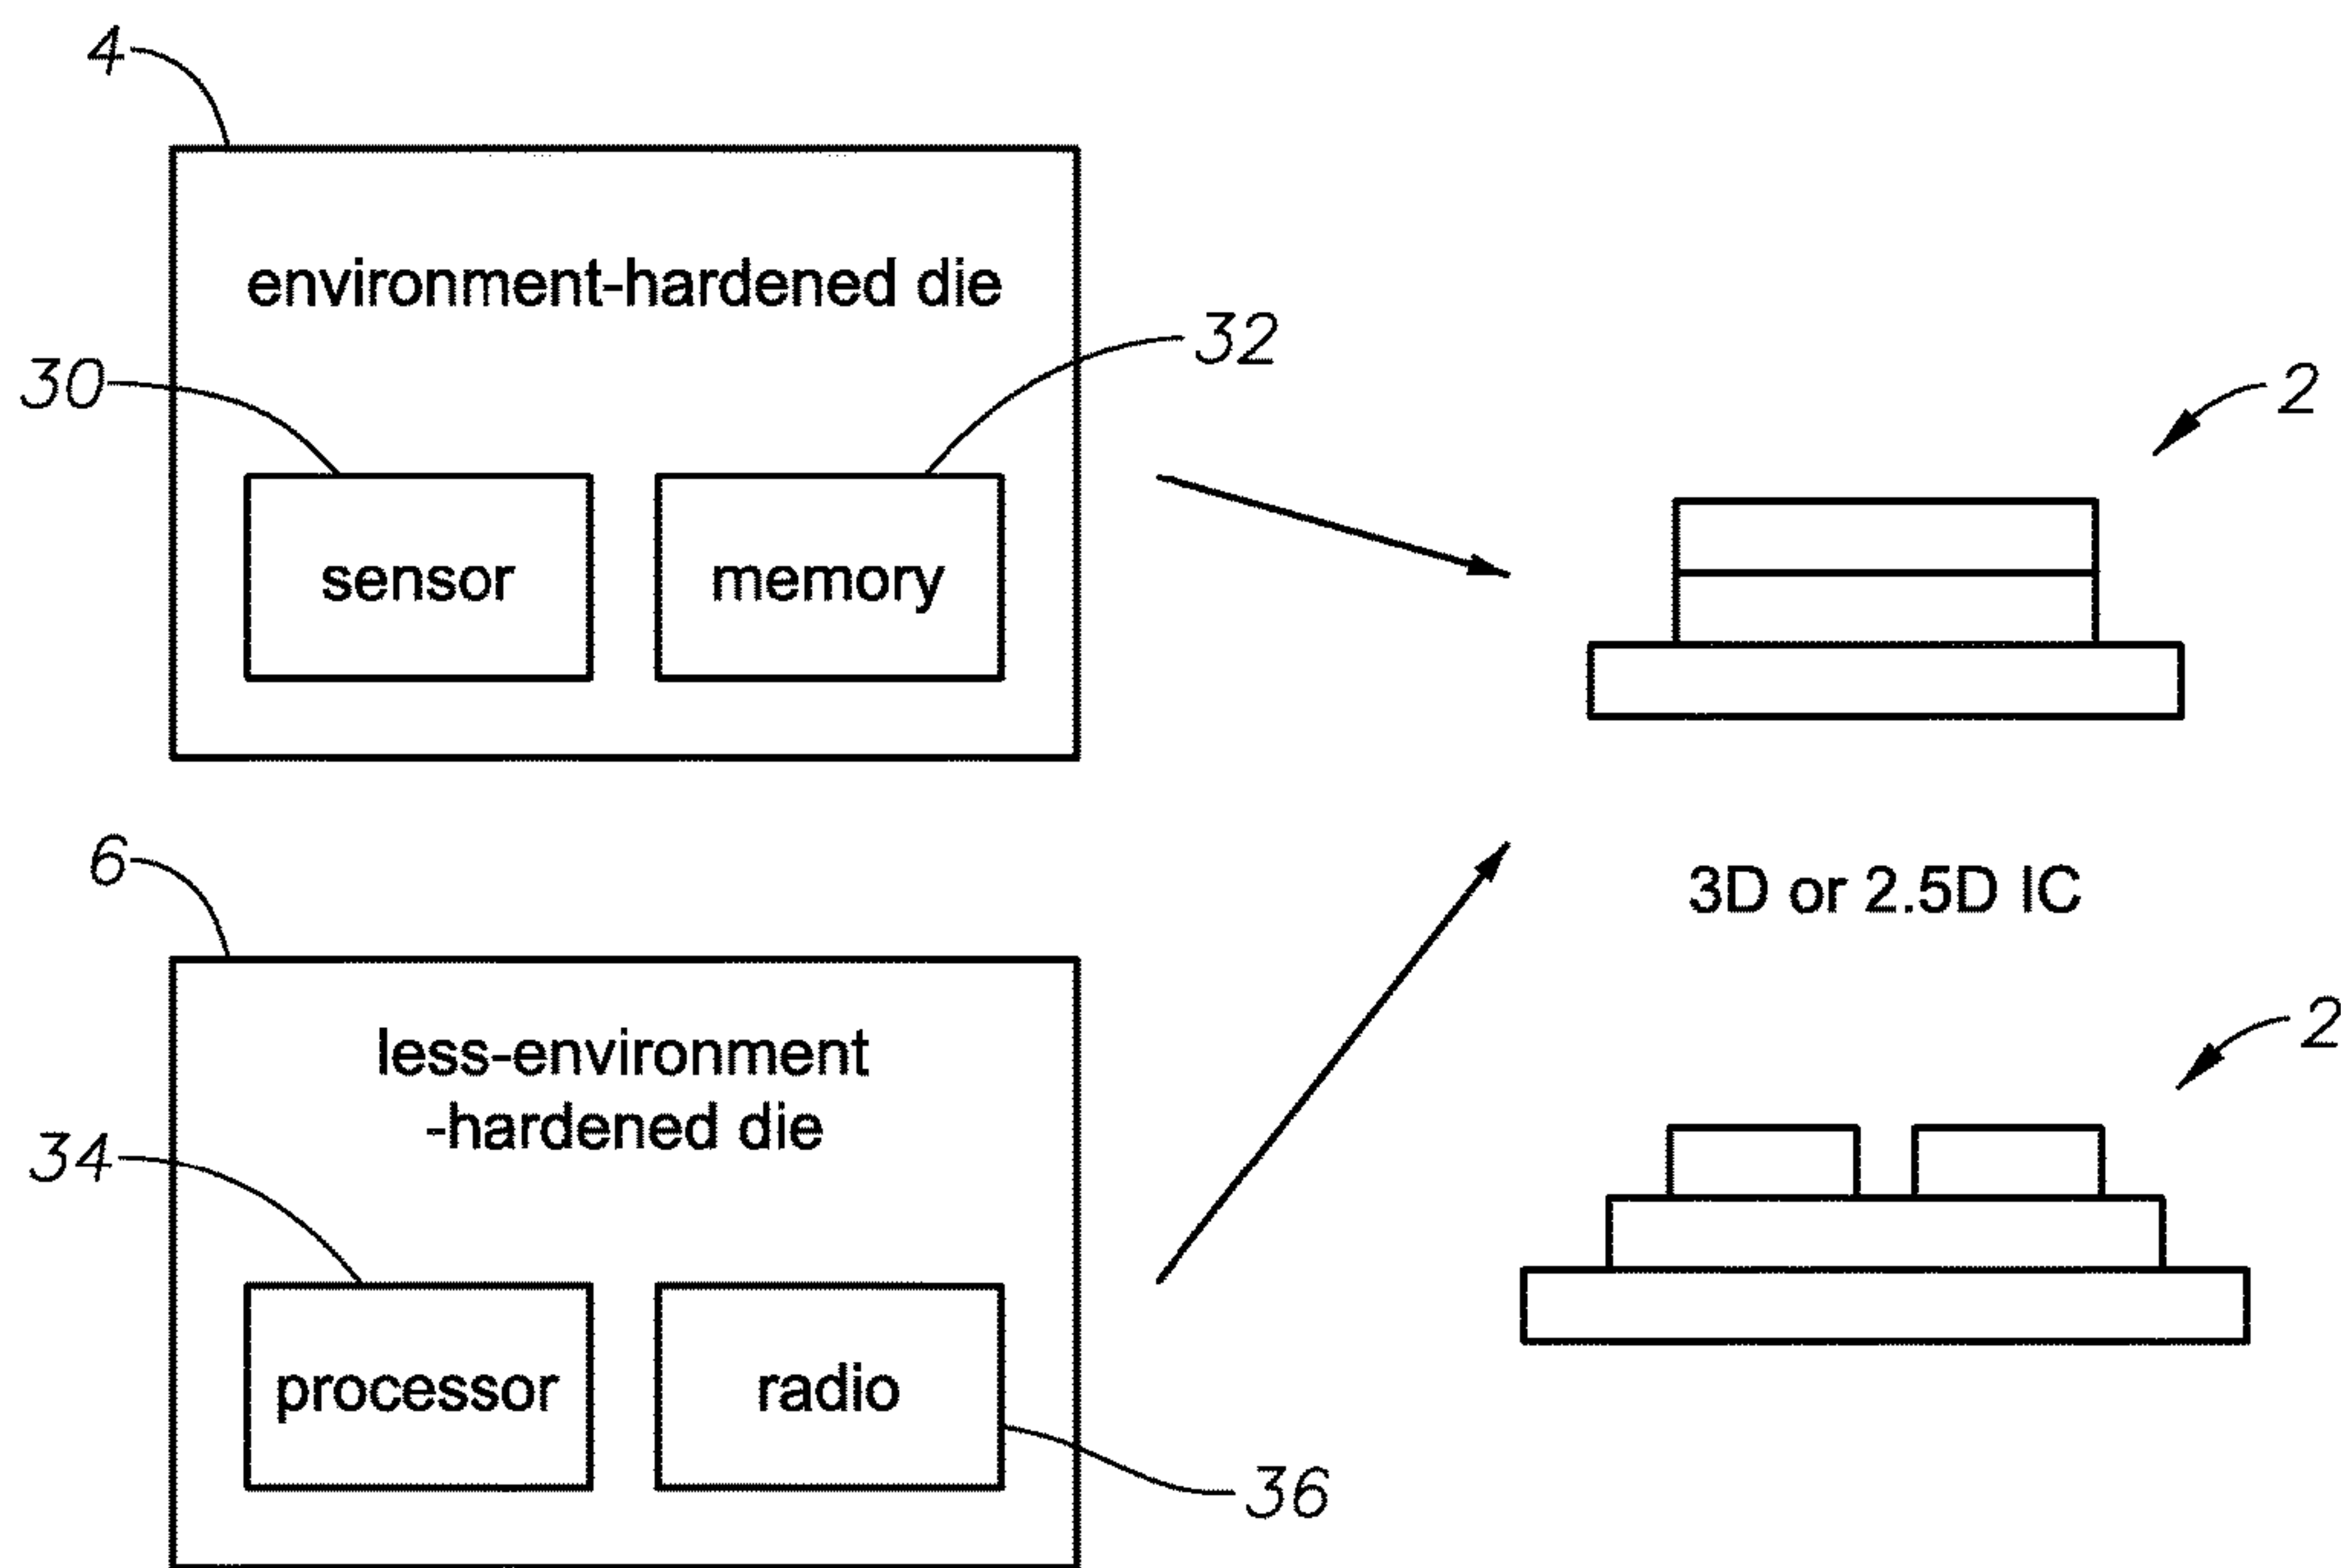 4
environment-hardened die
32
30
2
sensor
memory
6
3D or 2.5D IC
less-environment
-hardened die
2
34
processor
radio
36